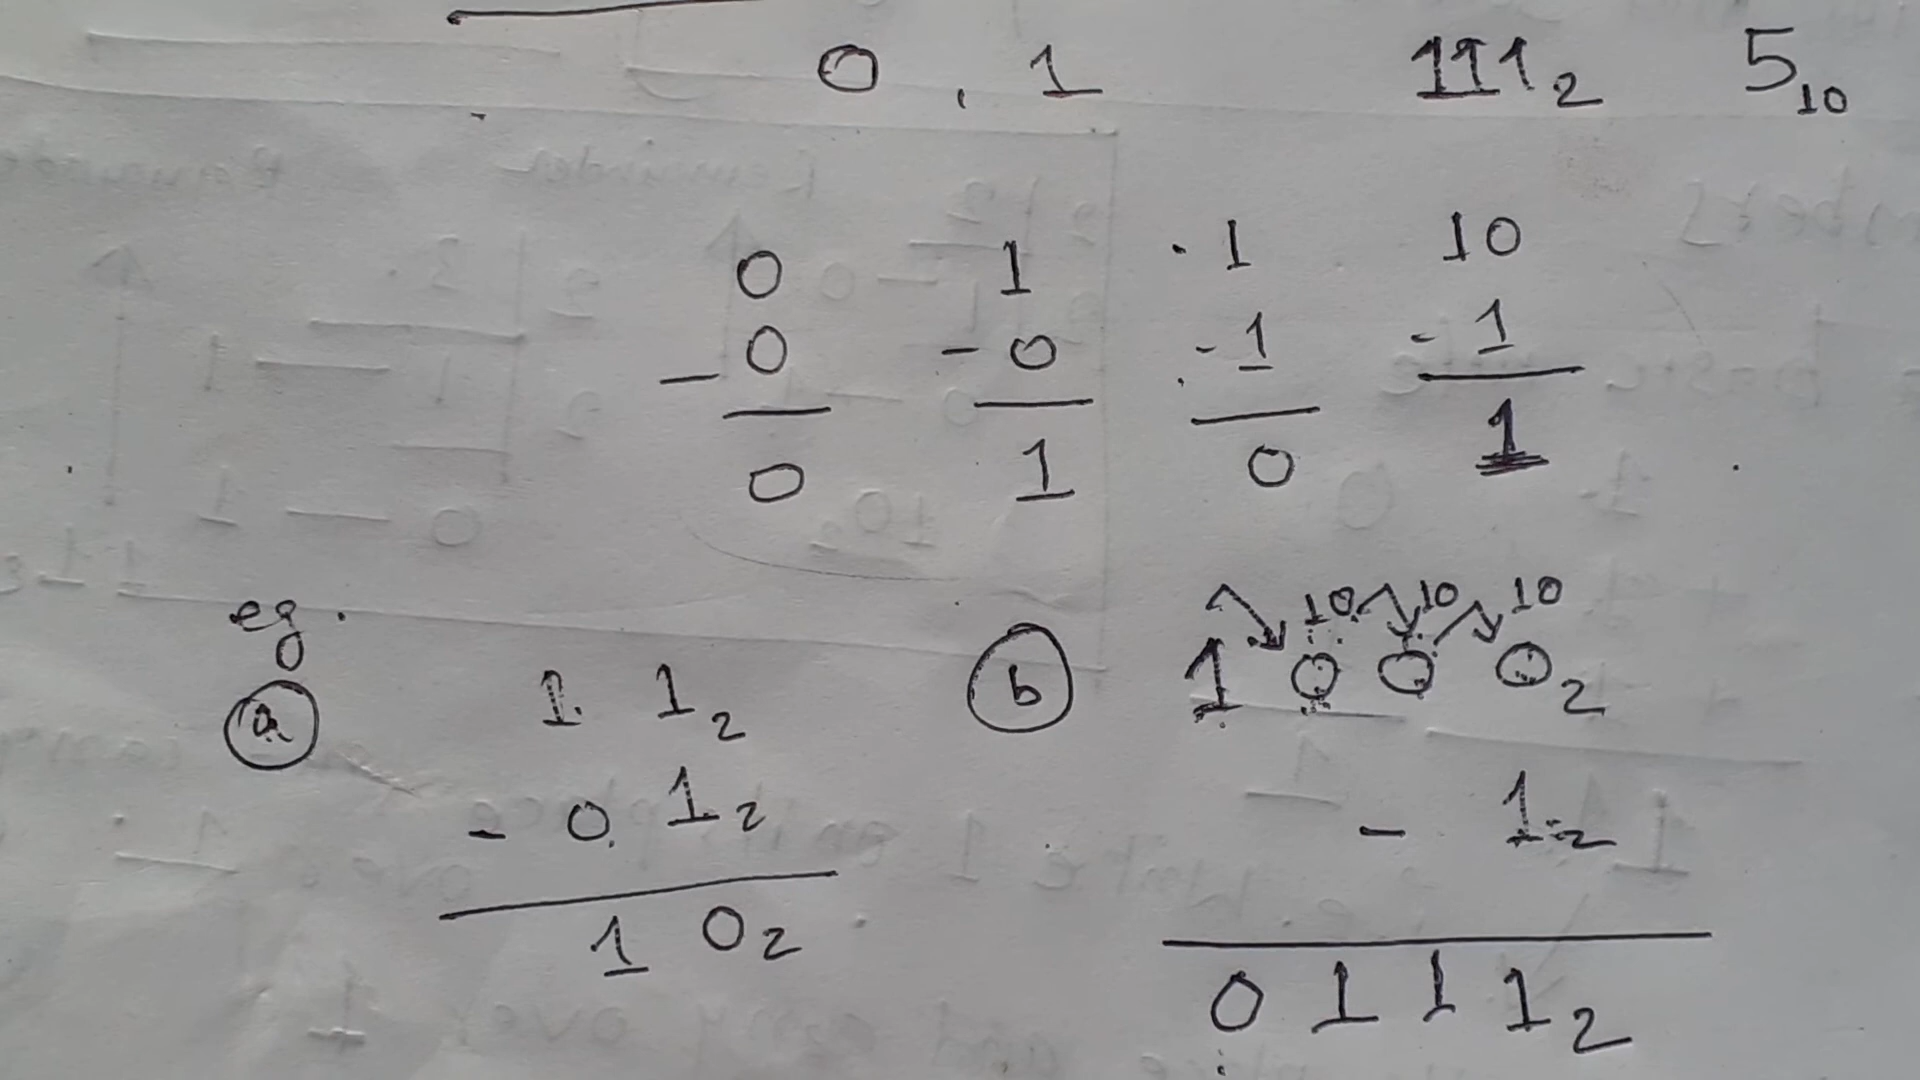 0 , 1 111₂ 5₁₀
0 1 1 10
- 0 - 0 - 1 - 1
0 1 0 1
eg.
10 10 10
(a) 1 1₂ (b) 1 0 0 0₂
- 0 1₂ - 1₂
1 0₂ 0 1 1 1₂